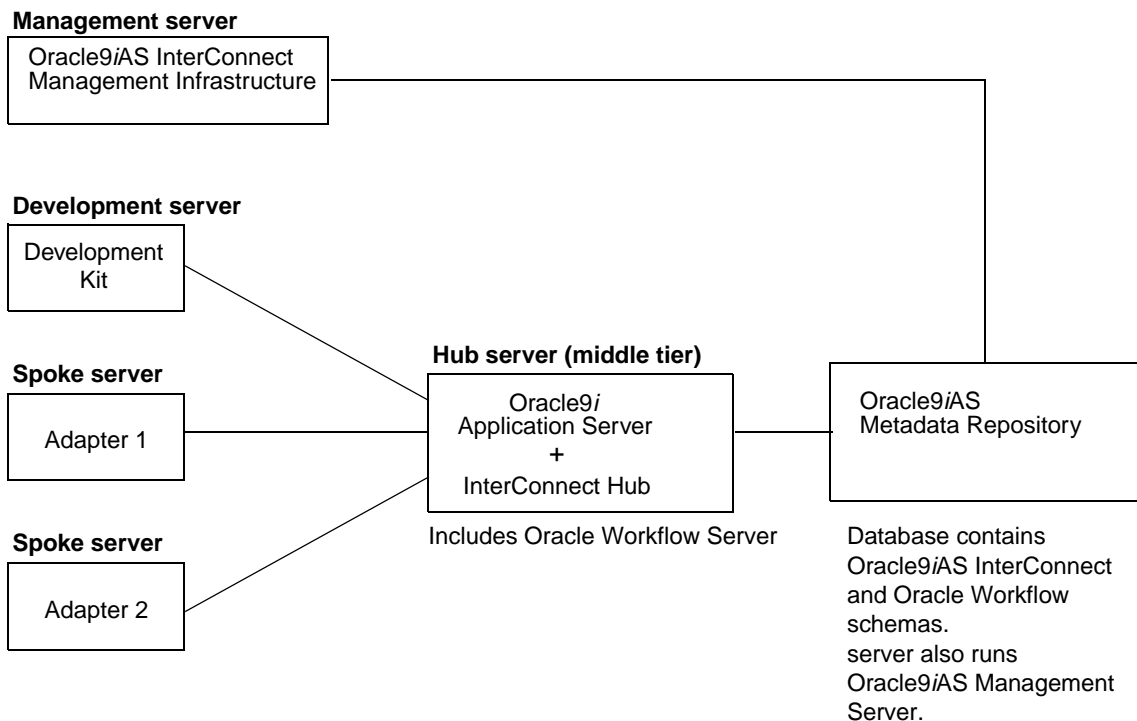 Management server
Oracle9iAS InterConnect
Management Infrastructure
Development server
Development
Kit
Spoke server
Adapter 1
Spoke server
Adapter 2
Hub server (middle tier)
Oracle9i
Application Server
+
InterConnect Hub
Includes Oracle Workflow Server
Oracle9iAS
Metadata Repository
Database contains
Oracle9iAS InterConnect
and Oracle Workflow
schemas.
server also runs
Oracle9iAS Management
Server.